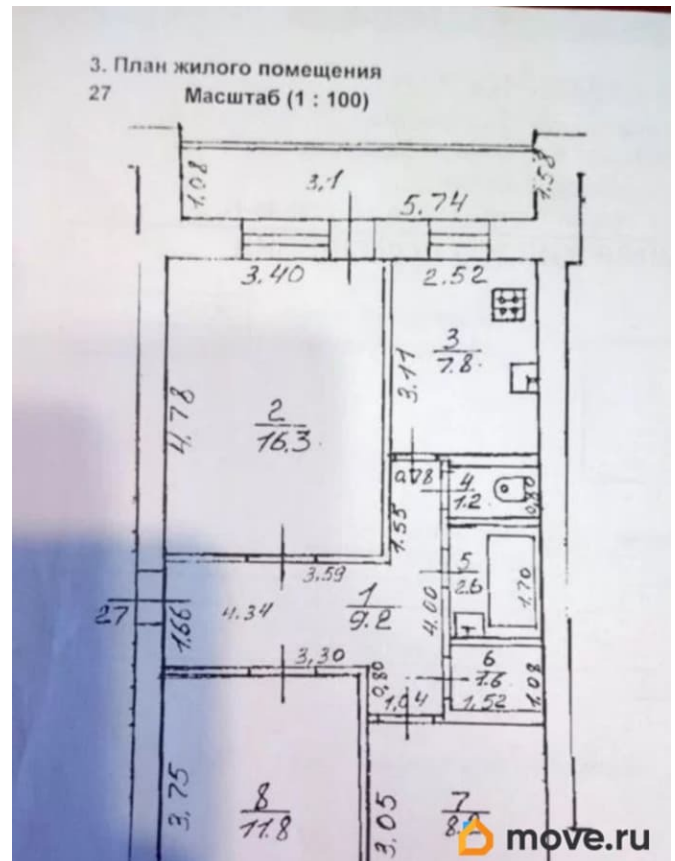 3. План жилого помещения
27 Масштаб (1 : 100)
1.08 3,1 5.74 1.58
3.40 2.52
4.78 2 16.3 3.11 3 7.8
0.78 4 1.2 0,80
1.55 5 2.6 1.70
3.59
27 1.66 4.34 1 9.2 4.00
3,30 0,80 1,04 6 1.6 1,52 1.08
3.75 8 11.8 3.05 7
move.ru